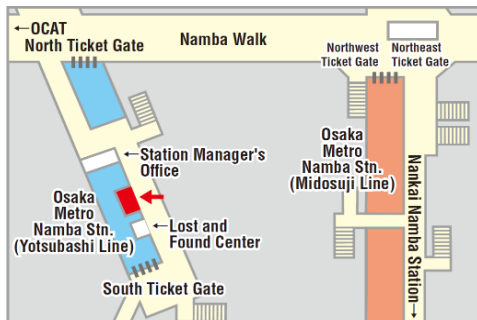 ←OCAT
North Ticket Gate
Namba Walk
Northwest
Ticket Gate
Northeast
Ticket Gate
Station Manager's
Office
Osaka
Metro
Namba Stn.
(Midosuji Line)
Osaka
Metro
Namba Stn.
(Yotsubashi Line)
Lost and
Found Center
South Ticket Gate
Nankai Namba Station→